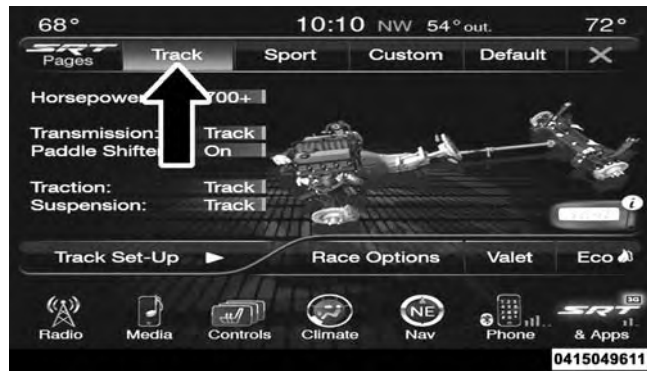 68° 10:10 NW 54° out. 72°
SRT Pages Track Sport Custom Default X
Horsepower 700+
Transmission: Track
Paddle Shifte On
Traction: Track
Suspension: Track
i
Track Set-Up Race Options Valet Eco
NE 3G SRT
Radio Media Controls Climate Nav Phone & Apps
0415049611